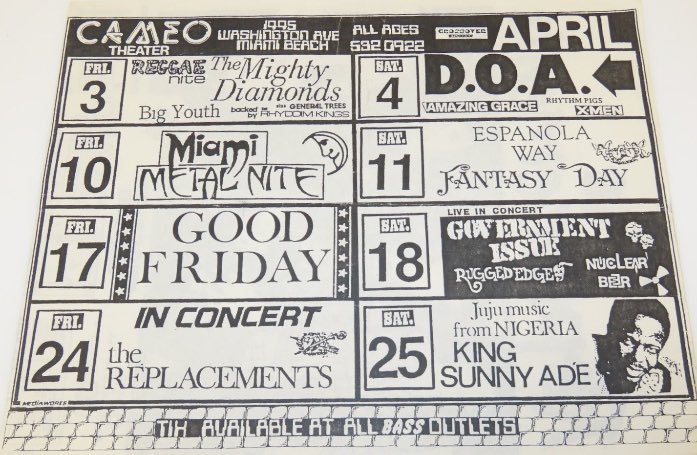 CAMEO
THEATER
1995
WASHINGTON AVE
MIAMI BEACH
ALL AGES
532 0922
APRIL
FRI.
3
REGGAE
nite
The Mighty
Diamonds
Big Youth
backed by
plus GENERAL TREES
RHYDDIM KINGS
SAT.
4
D.O.A.
AMAZING GRACE
RHYTHM PIGS
X-MEN
FRI.
10
Miami
METAL NITE
SAT.
11
ESPANOLA
WAY
FANTASY DAY
FRI.
17
GOOD
FRIDAY
SAT.
18
LIVE IN CONCERT
GOVERNMENT
ISSUE
RUGGED EDGE
NUCLEAR
BEER
FRI.
24
IN CONCERT
the
REPLACEMENTS
SAT.
25
Juju music
from NIGERIA
KING
SUNNY ADE
MEDIAWORKS
TIX AVAILABLE AT ALL BASS OUTLETS